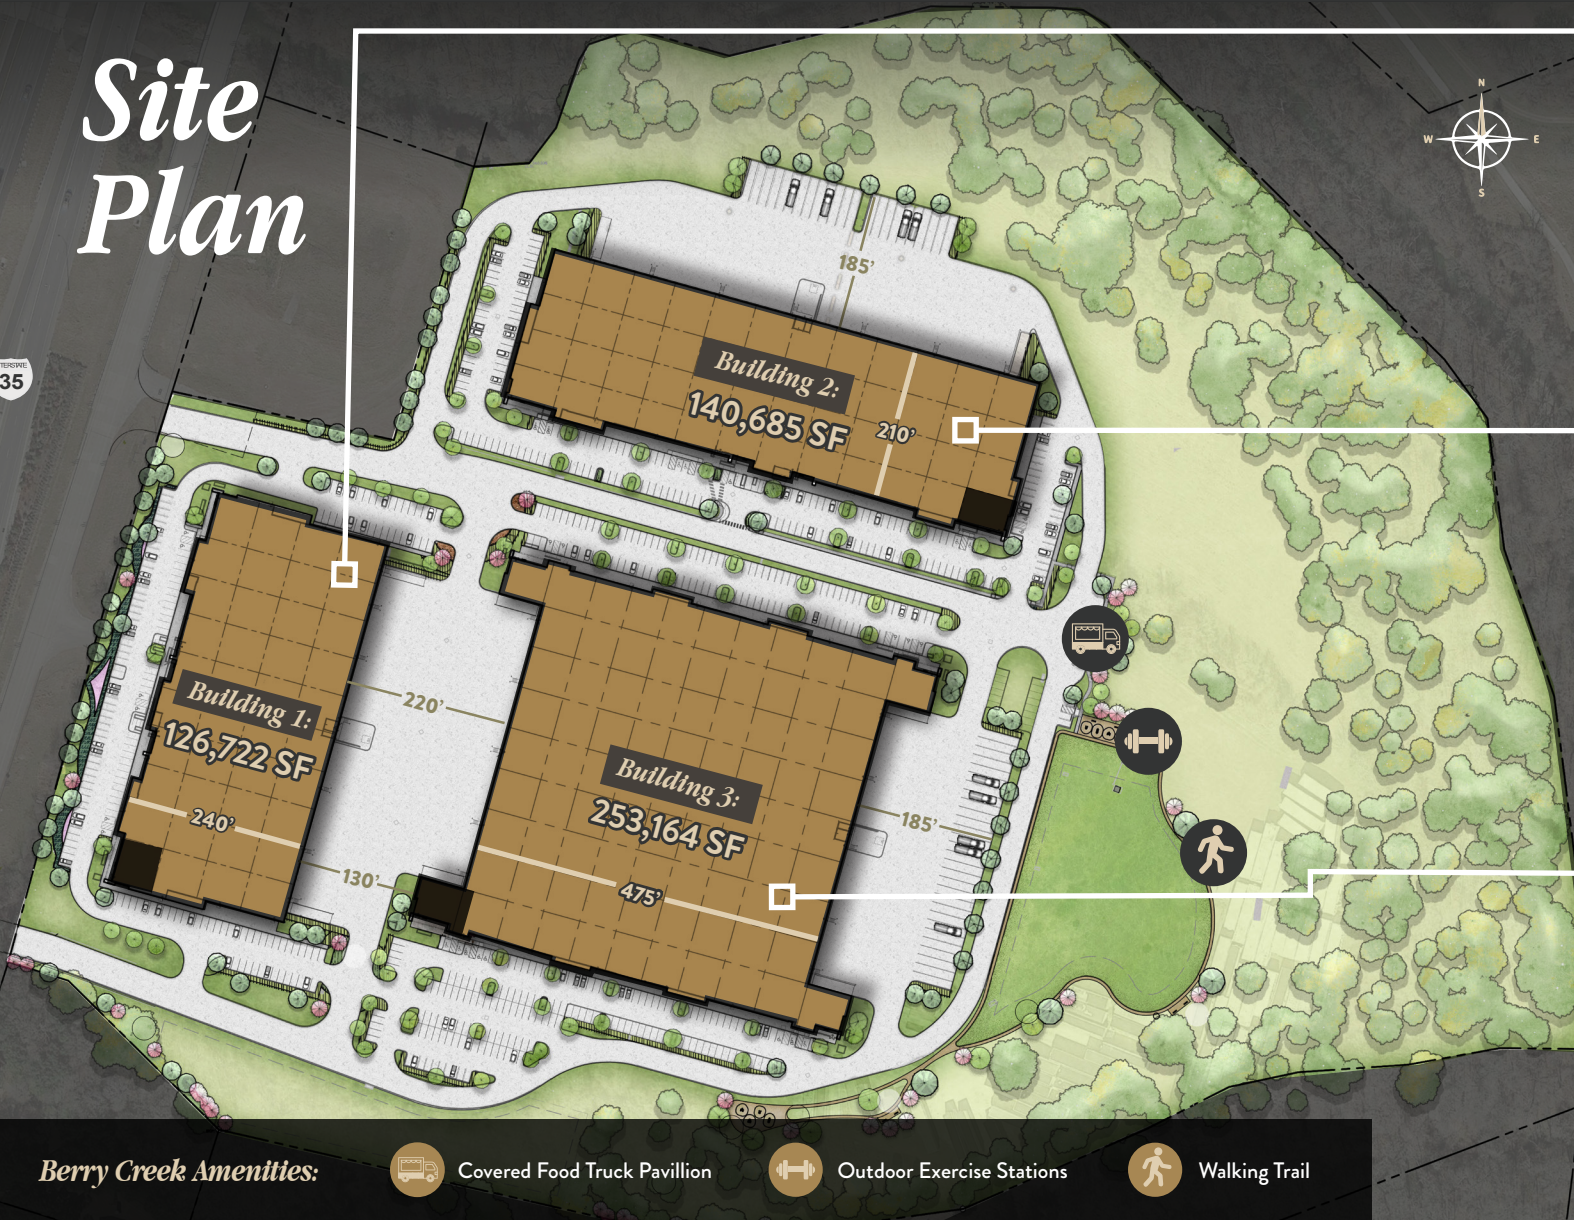 Site
Plan
N
W
E
S
185'
Building 2:
140,685 SF
210'
35
Building 1:
126,722 SF
240'
220'
130'
Building 3:
253,164 SF
475'
185'
Berry Creek Amenities:
Covered Food Truck Pavillion
Outdoor Exercise Stations
Walking Trail